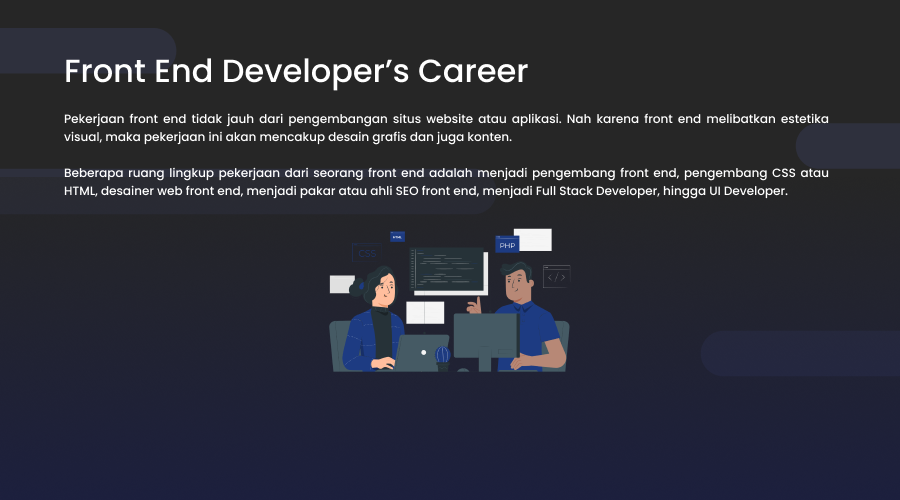 Front End Developer’s Career
Pekerjaan front end tidak jauh dari pengembangan situs website atau aplikasi. Nah karena front end melibatkan estetika
visual, maka pekerjaan ini akan mencakup desain grafis dan juga konten.
Beberapa ruang lingkup pekerjaan dari seorang front end adalah menjadi pengembang front end, pengembang CSS atau
HTML, desainer web front end, menjadi pakar atau ahli SEO front end, menjadi Full Stack Developer, hingga UI Developer.
HTML
PHP
CSS
</>